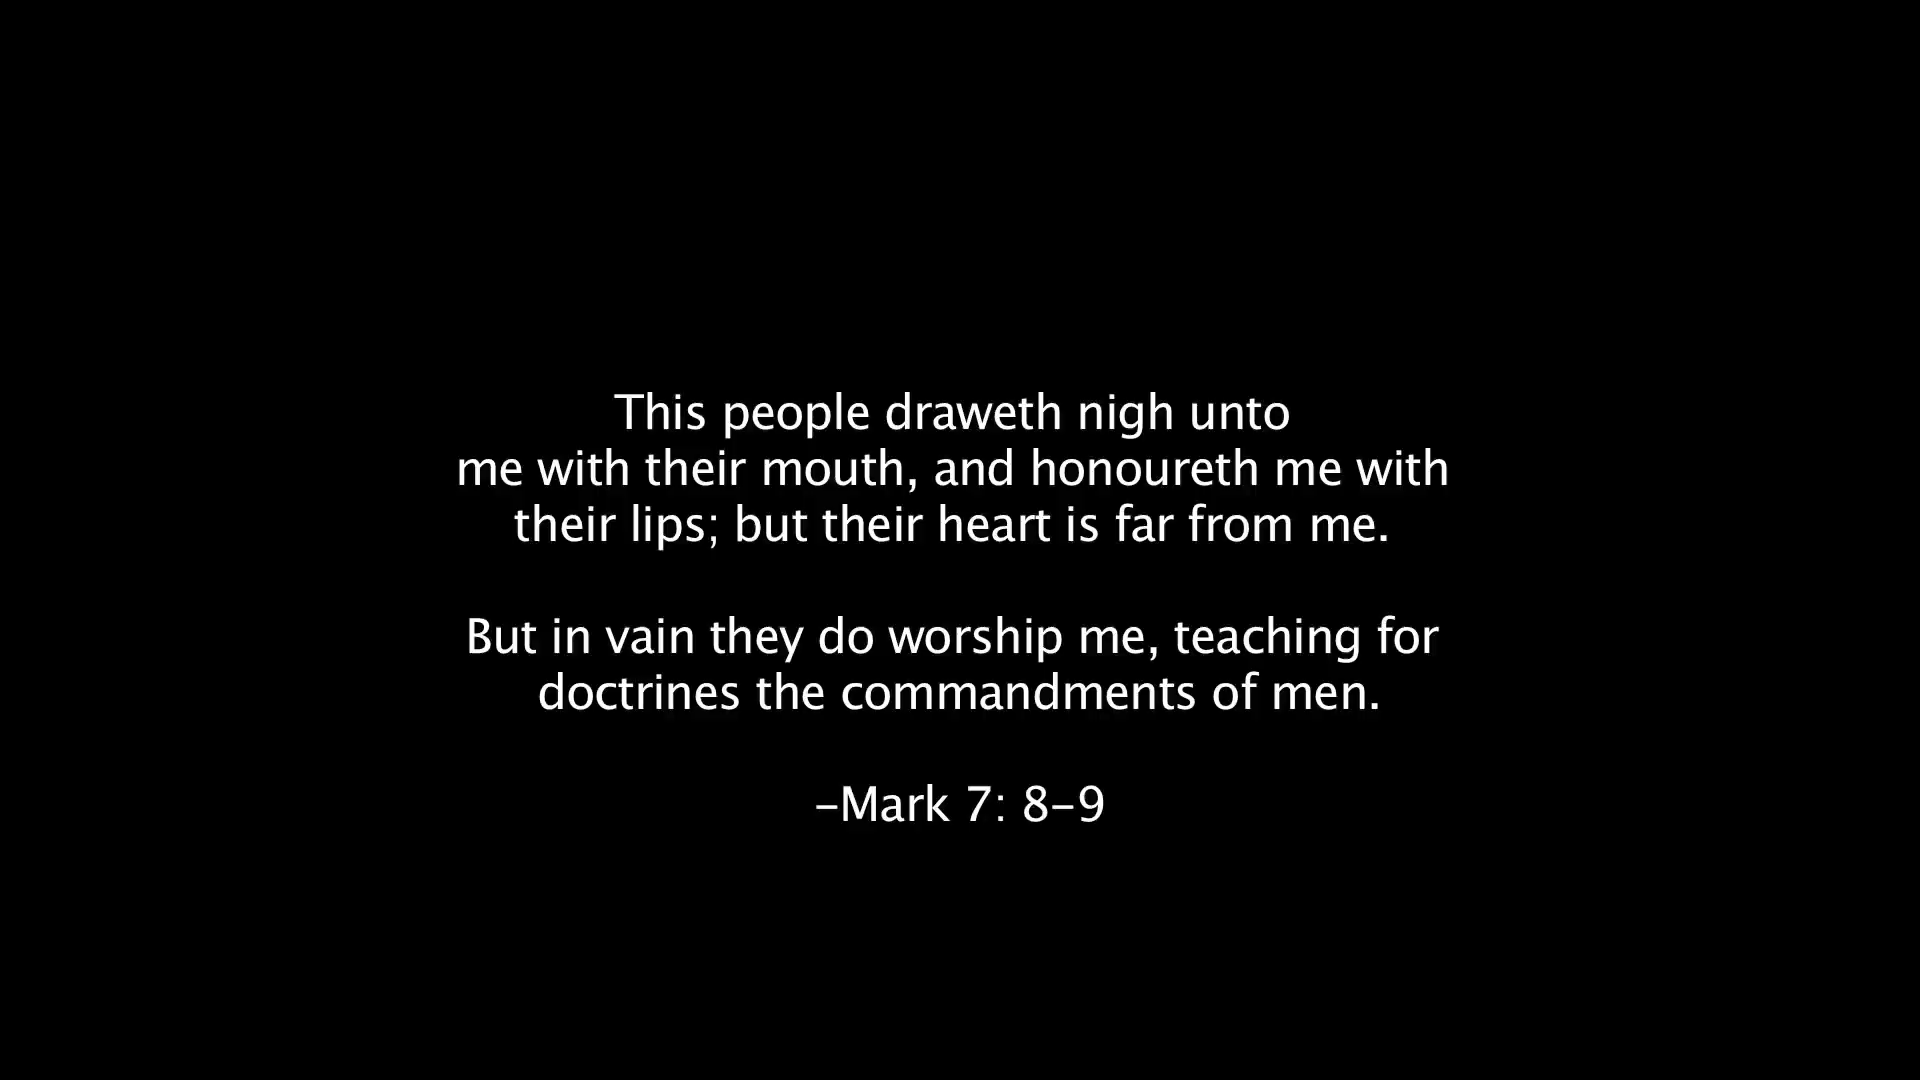 This people draweth nigh unto
me with their mouth, and honoureth me with
their lips; but their heart is far from me.
But in vain they do worship me, teaching for
doctrines the commandments of men.
–Mark 7: 8–9